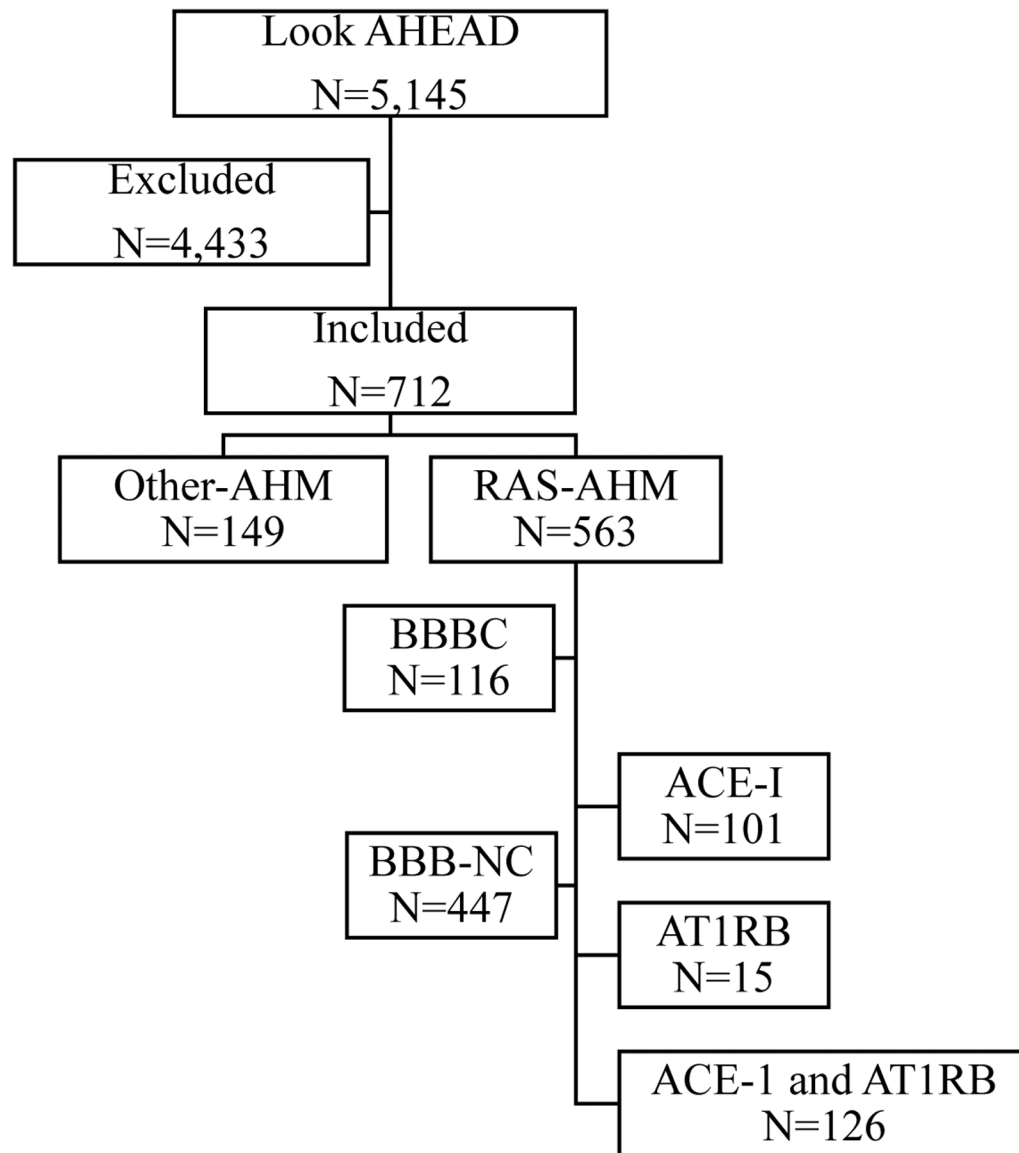 Look AHEAD
N=5,145
Excluded
N=4,433
Included
N=712
Other-AHM
N=149
RAS-AHM
N=563
BBBC
N=116
ACE-I
N=101
BBB-NC
N=447
AT1RB
N=15
ACE-1 and AT1RB
N=126